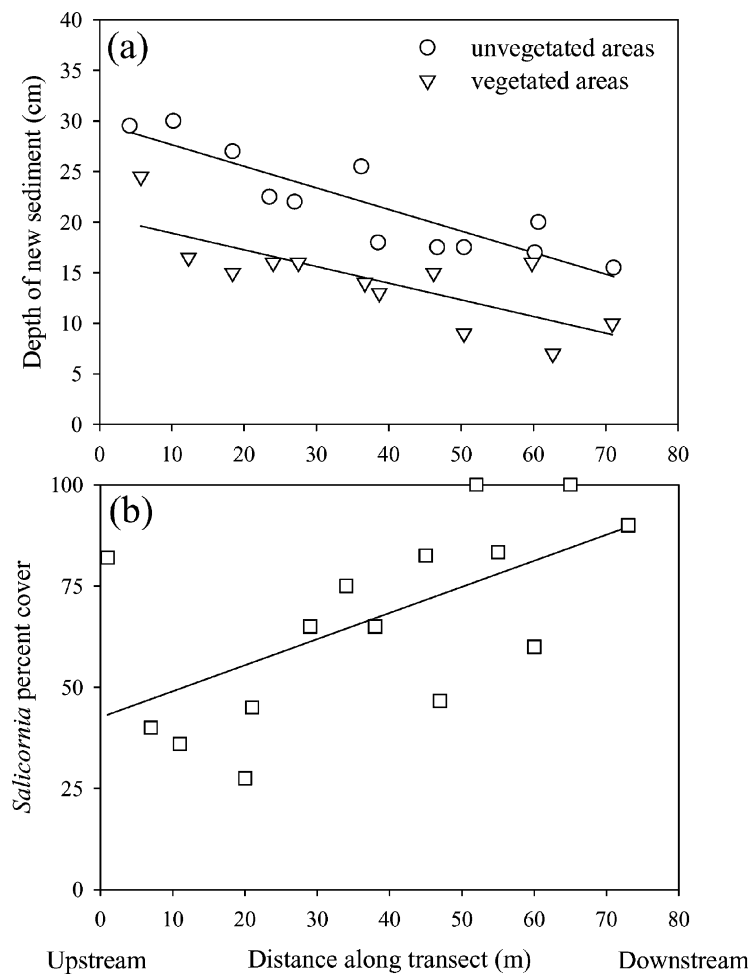 40
35
30
25
20
15
10
5
0
Depth of new sediment (cm)
(a)
unvegetated areas
vegetated areas
0 10 20 30 40 50 60 70 80
100
75
50
25
0
Salicornia percent cover
(b)
0 10 20 30 40 50 60 70 80
Upstream Distance along transect (m) Downstream